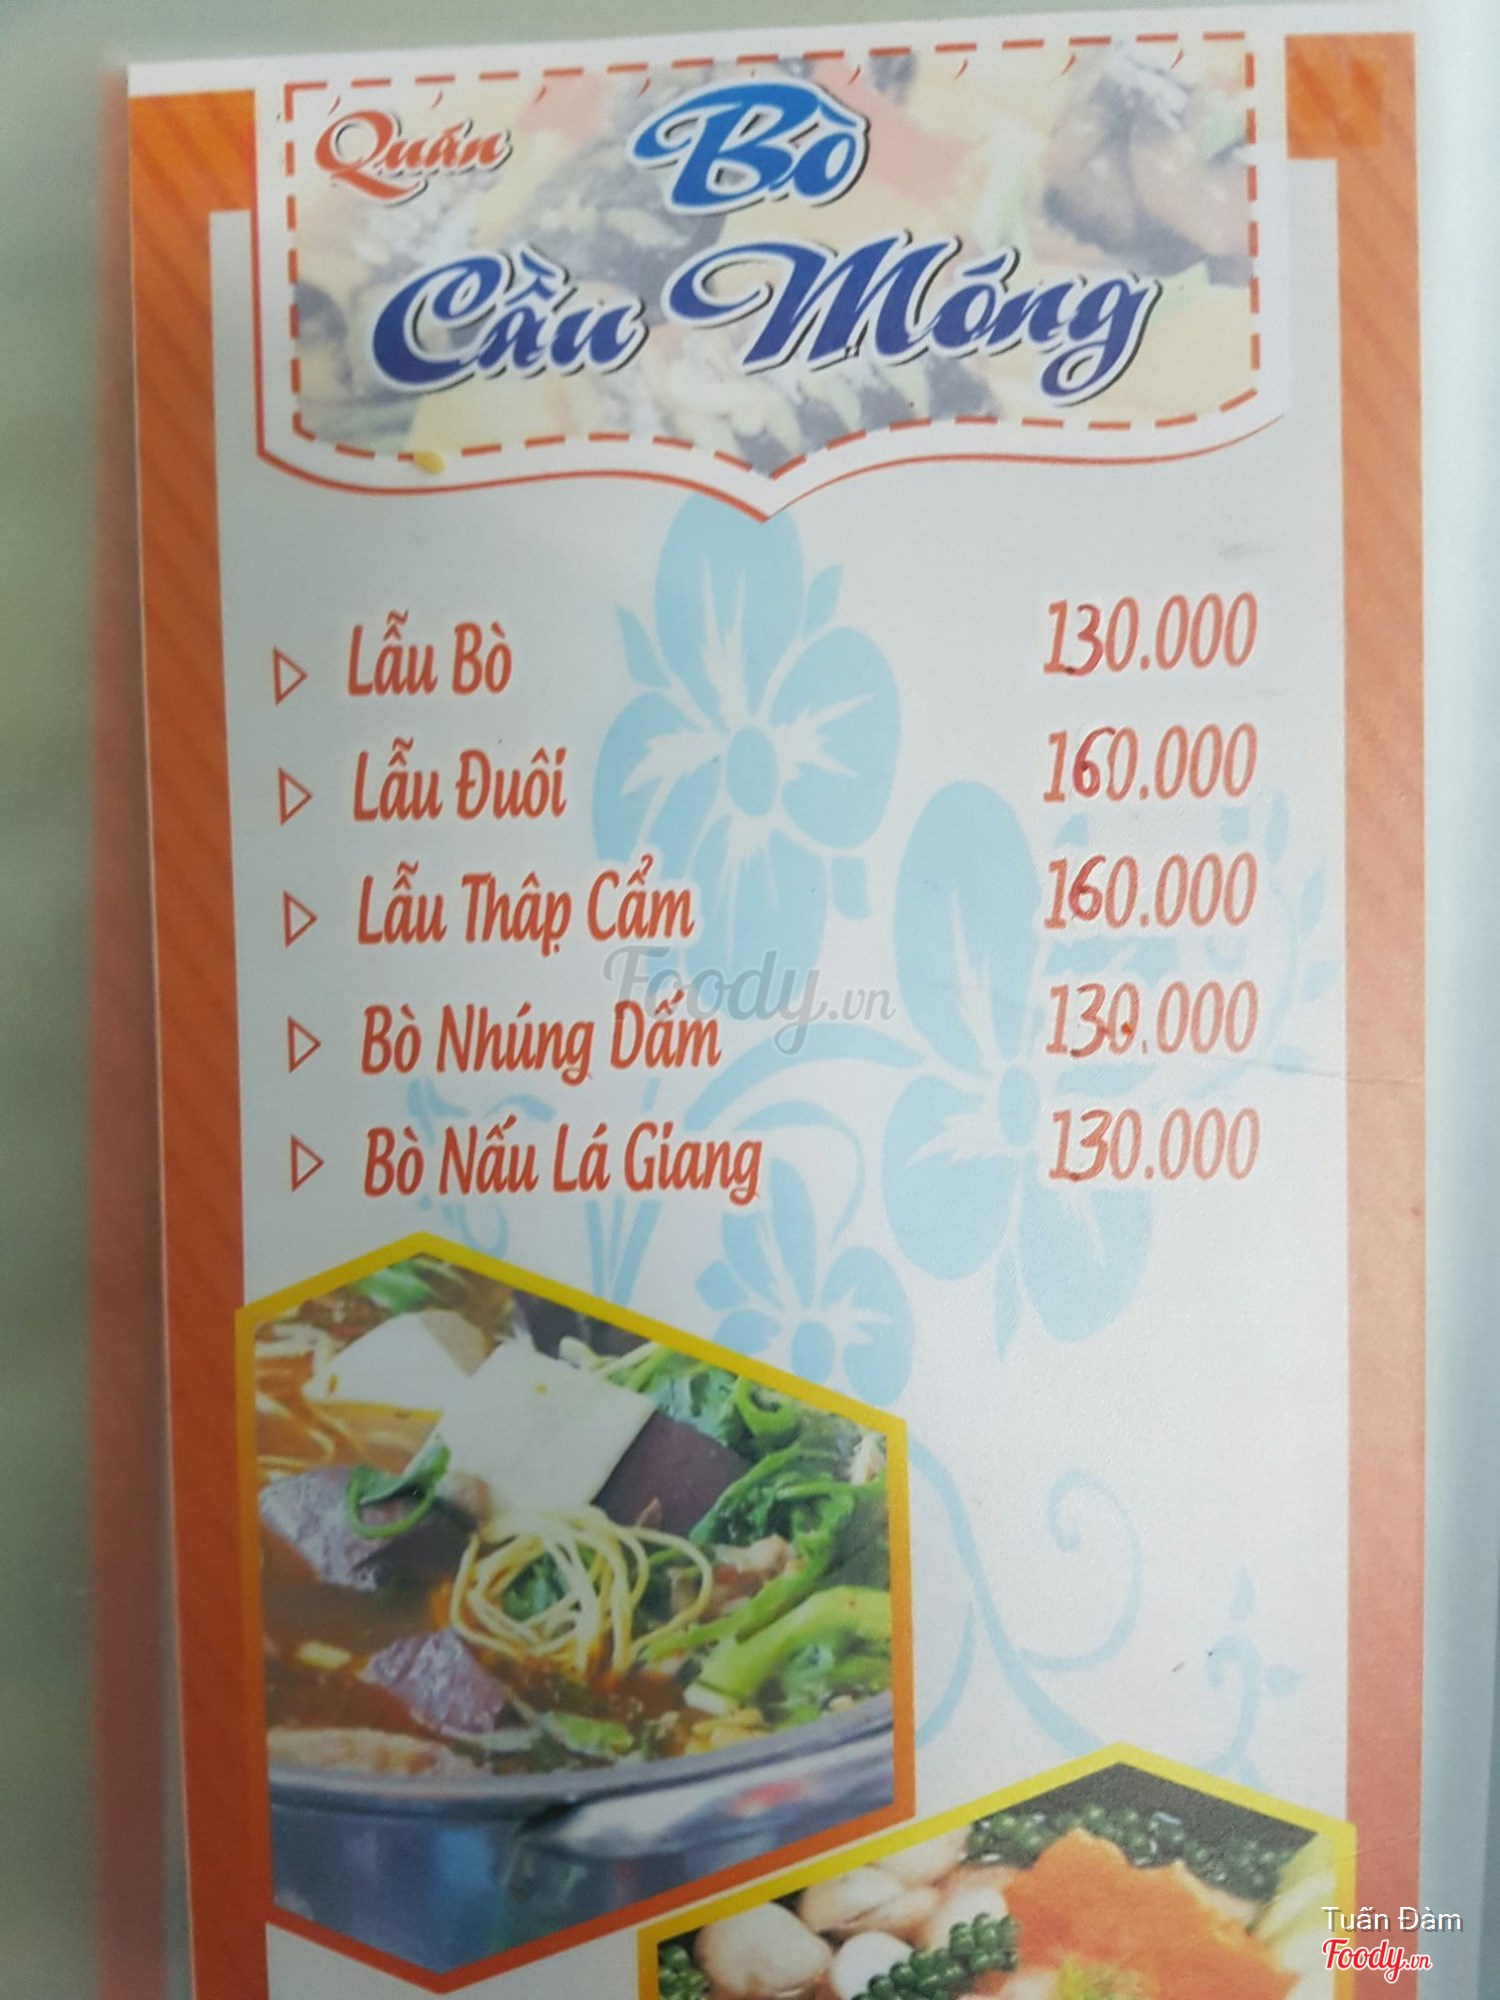 Quán Bò
Cầu Móng
Lẫu Bò 130.000
Lẫu Đuôi 160.000
Lẫu Thâp Cẩm 160.000
Foody.vn
Bò Nhúng Dấm 130.000
Bò Nấu Lá Giang 130.000
Tuấn Đàm
Foody.vn